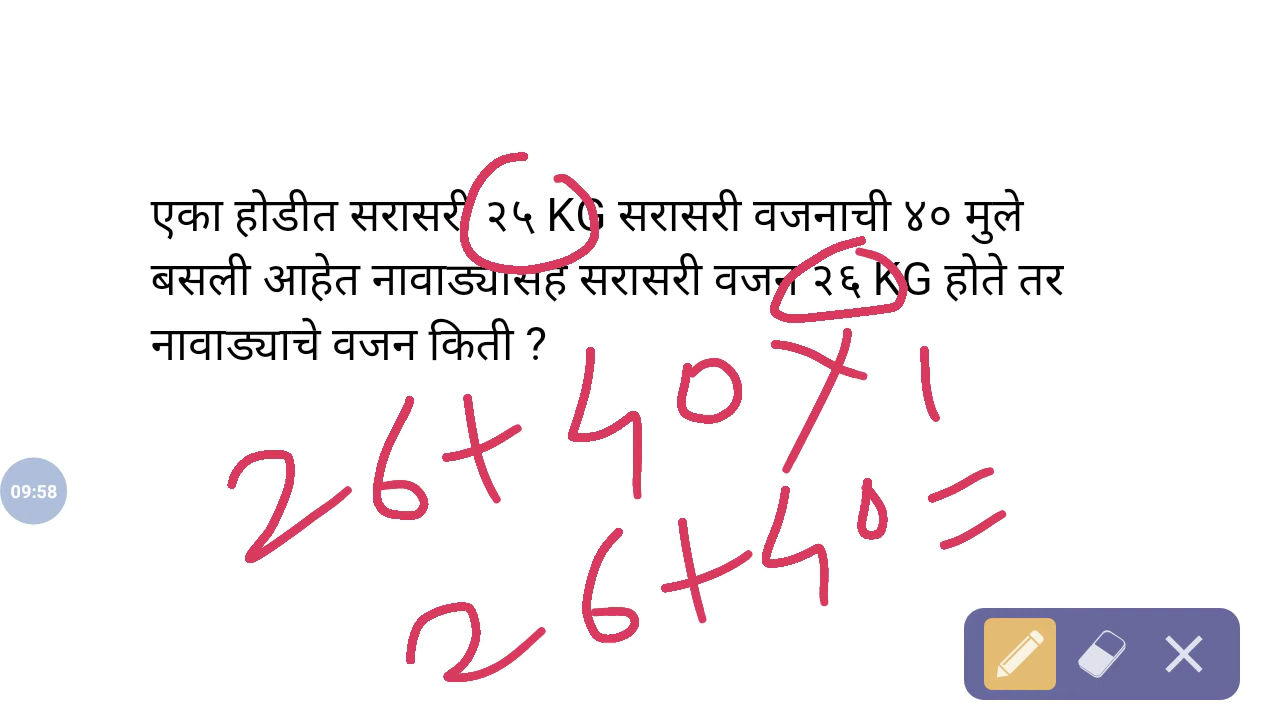 एका होडीत सरासरी २५ KG सरासरी वजनाची ४० मुले
बसली आहेत नावाड्यासह सरासरी वजन २६ KG होते तर
नावाड्याचे वजन किती ?
26+40×1
26+40=
09:58